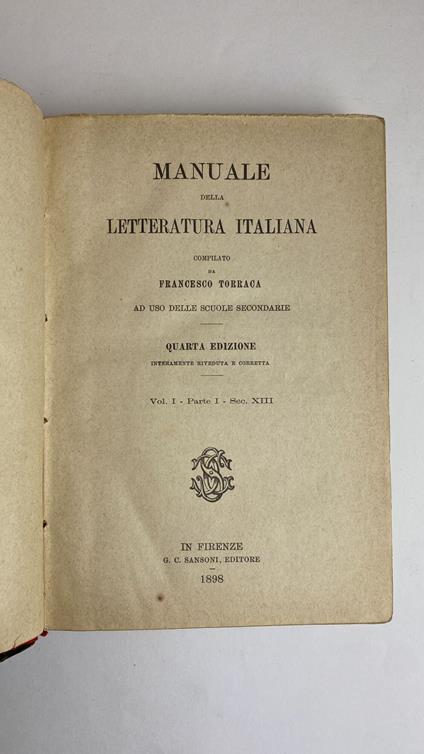 MANUALE
DELLA
LETTERATURA ITALIANA
COMPILATO
DA
FRANCESCO TORRACA
AD USO DELLE SCUOLE SECONDARIE
QUARTA EDIZIONE
INTERAMENTE RIVEDUTA E CORRETTA
Vol. I - Parte I - Sec. XIII
IN FIRENZE
G. C. SANSONI, EDITORE
1898